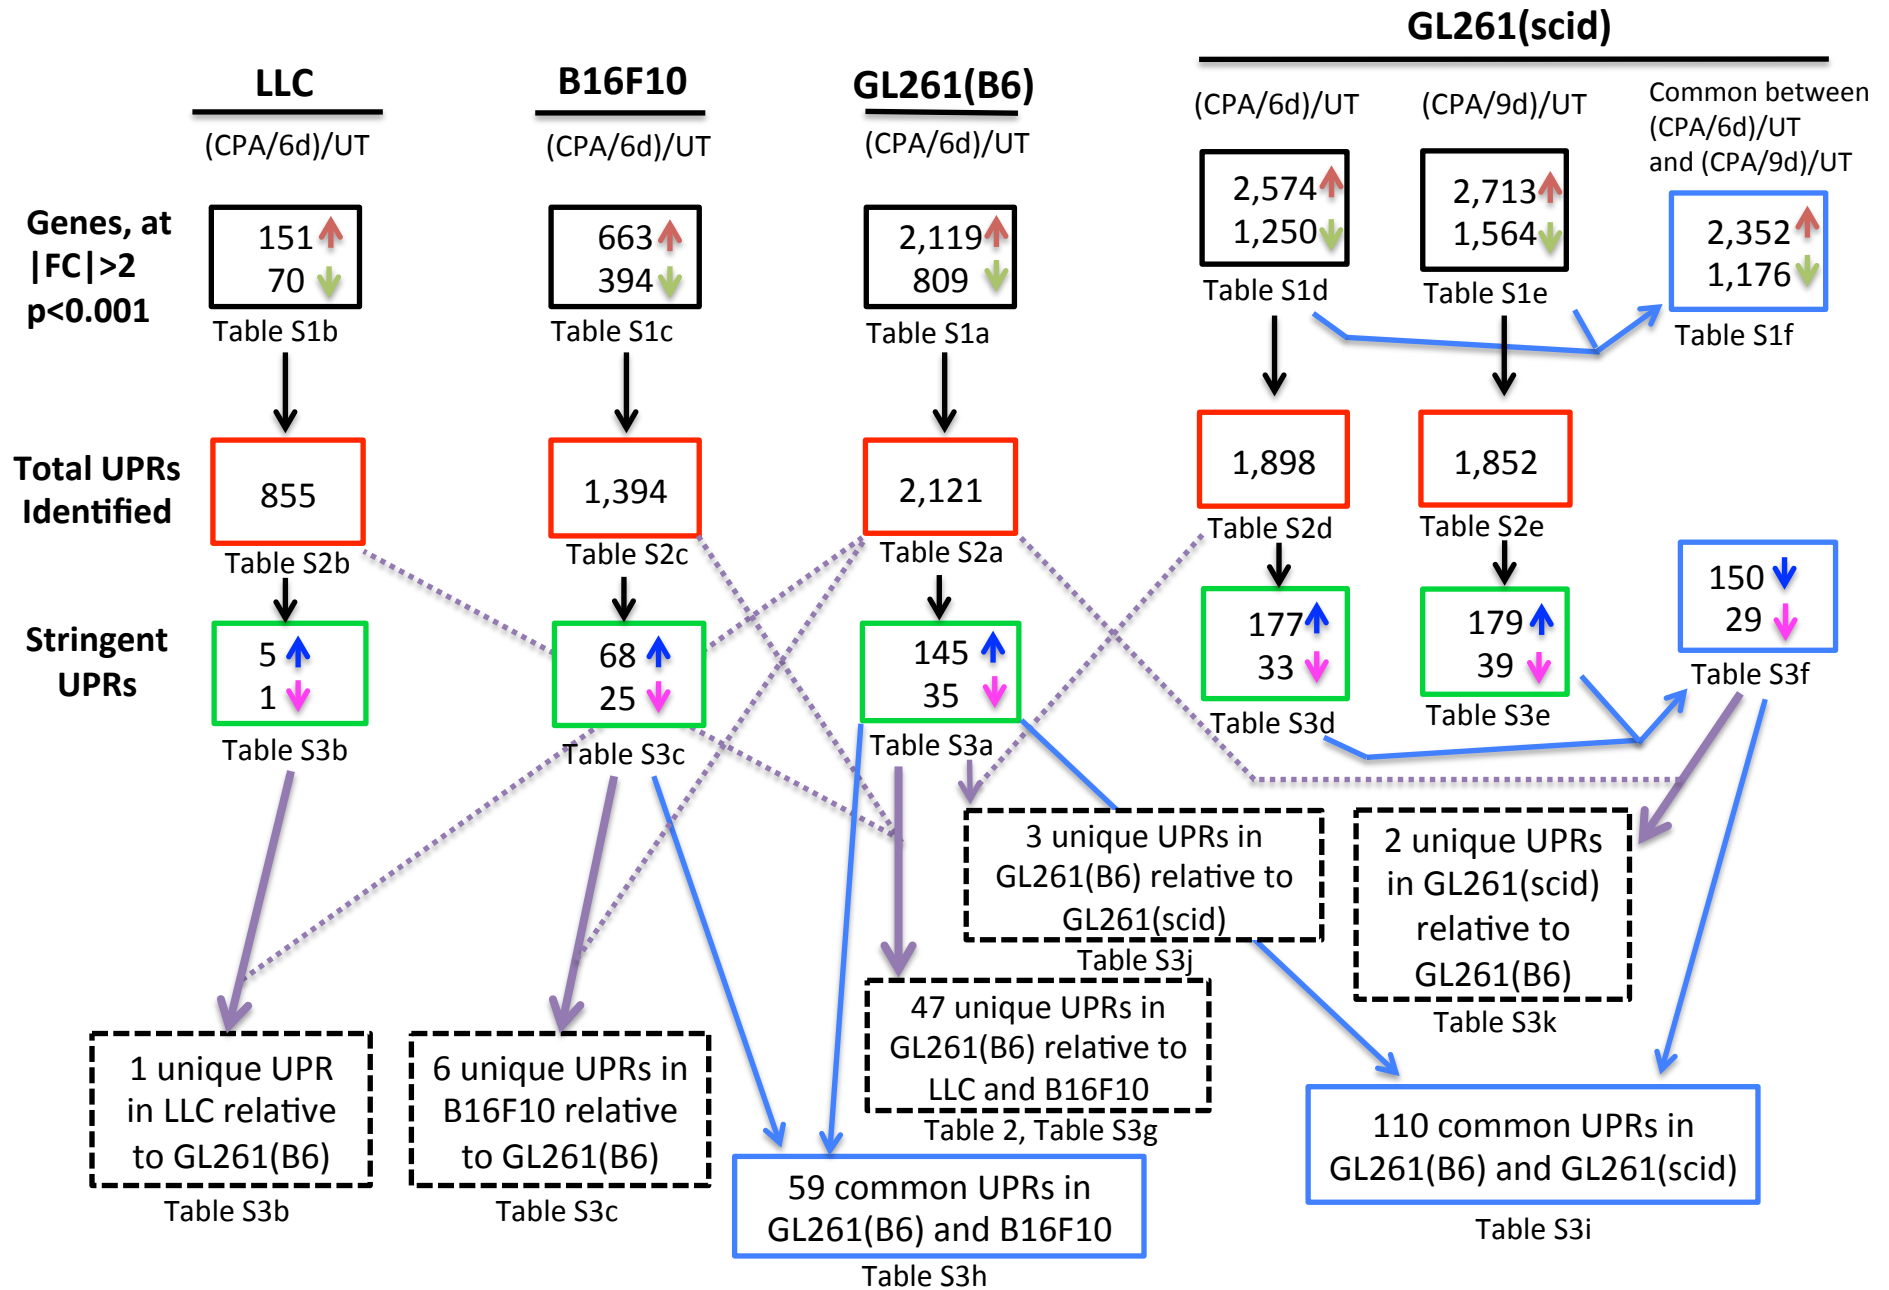 GL261(scid)
LLC
B16F10
GL261(B6)
(CPA/6d)/UT
(CPA/6d)/UT
(CPA/6d)/UT
(CPA/6d)/UT
(CPA/9d)/UT
Common between
(CPA/6d)/UT
and (CPA/9d)/UT
Genes, at
|FC|>2
p<0.001
151
70
663
394
2,119
809
2,574
1,250
2,713
1,564
2,352
1,176
Table S1b
Table S1c
Table S1a
Table S1d
Table S1e
Table S1f
Total UPRs
Identified
855
1,394
2,121
1,898
1,852
Table S2b
Table S2c
Table S2a
Table S2d
Table S2e
Stringent
UPRs
5
1
68
25
145
35
177
33
179
39
150
29
Table S3b
Table S3c
Table S3a
Table S3d
Table S3e
Table S3f
3 unique UPRs in
GL261(B6) relative to
GL261(scid)
Table S3j
2 unique UPRs
in GL261(scid)
relative to
GL261(B6)
Table S3k
47 unique UPRs in
GL261(B6) relative to
LLC and B16F10
Table 2, Table S3g
1 unique UPR
in LLC relative
to GL261(B6)
Table S3b
6 unique UPRs in
B16F10 relative
to GL261(B6)
Table S3c
59 common UPRs in
GL261(B6) and B16F10
Table S3h
110 common UPRs in
GL261(B6) and GL261(scid)
Table S3i